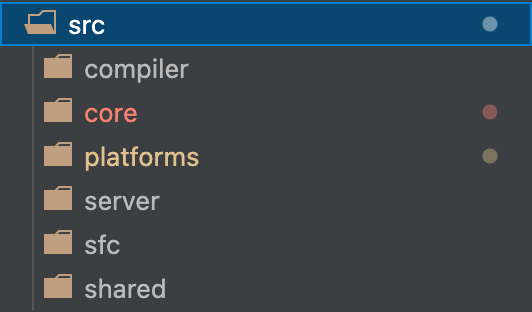 src
compiler
core
platforms
server
sfc
shared